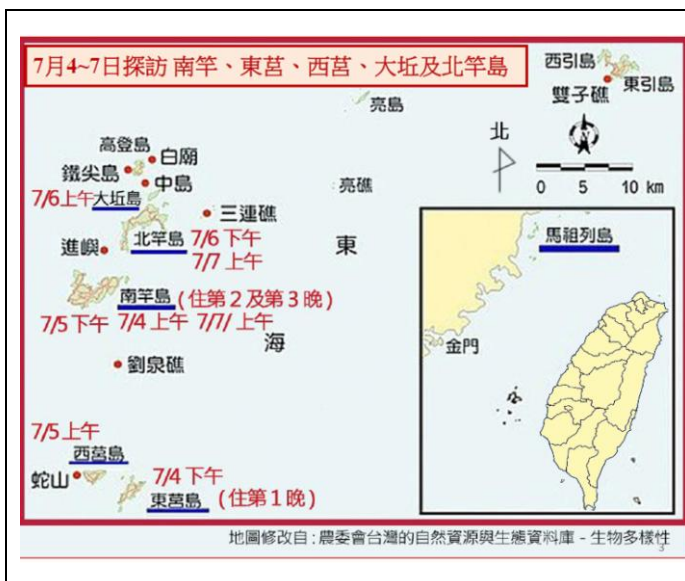 7月4~7日探訪 南竿、東莒、西莒、大坵及北竿島
西引島
東引島
雙子礁
亮島
北
高登島
白廟
鐵尖島
中島
亮礁
0 5 10 km
7/6上午
大坵島
三連礁
馬祖列島
北竿島
7/6 下午
東
進嶼
7/7 上午
南竿島 (住第2及第3晚)
7/5 下午 7/4 上午 7/7/ 上午
海
金門
劉泉礁
7/5上午
西莒島
蛇山
7/4 下午
東莒島 (住第1晚)
地圖修改自:農委會台灣的自然資源與生態資料庫 - 生物多樣性